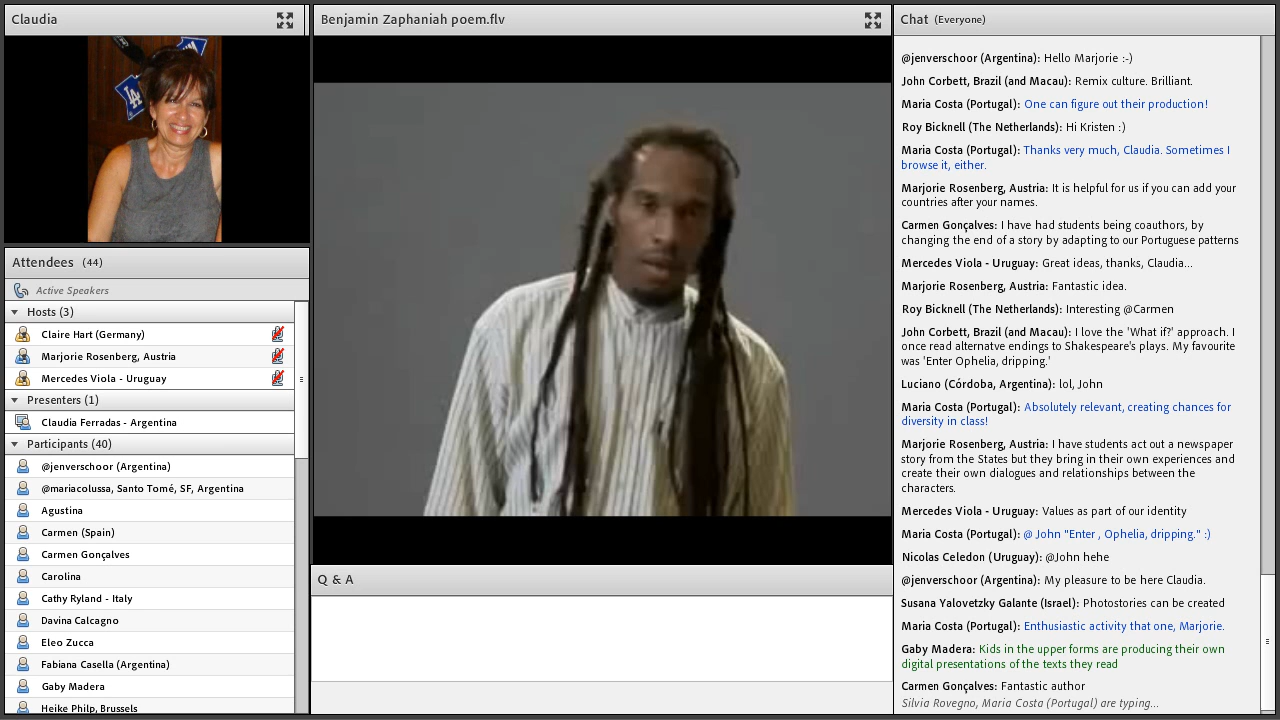 Claudia
LA
Attendees (44)
Active Speakers
Hosts (3)
Claire Hart (Germany)
Marjorie Rosenberg, Austria
Mercedes Viola - Uruguay
Presenters (1)
Claudia Ferradas - Argentina
Participants (40)
@jenverschoor (Argentina)
@mariacolussa, Santo Tomé, SF, Argentina
Agustina
Carmen (Spain)
Carmen Gonçalves
Carolina
Cathy Ryland - Italy
Davina Calcagno
Eleo Zucca
Fabiana Casella (Argentina)
Gaby Madera
Heike Philp, Brussels
Benjamin Zaphaniah poem.flv
Q & A
Chat (Everyone)
@jenverschoor (Argentina): Hello Marjorie :-)
John Corbett, Brazil (and Macau): Remix culture. Brilliant.
Maria Costa (Portugal): One can figure out their production!
Roy Bicknell (The Netherlands): Hi Kristen :)
Maria Costa (Portugal): Thanks very much, Claudia. Sometimes I
browse it, either.
Marjorie Rosenberg, Austria: It is helpful for us if you can add your
countries after your names.
Carmen Gonçalves: I have had students being coauthors, by
changing the end of a story by adapting to our Portuguese patterns
Mercedes Viola - Uruguay: Great ideas, thanks, Claudia...
Marjorie Rosenberg, Austria: Fantastic idea.
Roy Bicknell (The Netherlands): Interesting @Carmen
John Corbett, Brazil (and Macau): I love the 'What if?' approach. I
once read alternatve endings to Shakespeare's plays. My favourite
was 'Enter Ophelia, dripping.'
Luciano (Córdoba, Argentina): lol, John
Maria Costa (Portugal): Absolutely relevant, creating chances for
diversity in class!
Marjorie Rosenberg, Austria: I have students act out a newspaper
story from the States but they bring in their own experiences and
create their own dialogues and relationships between the
characters.
Mercedes Viola - Uruguay: Values as part of our identity
Maria Costa (Portugal): @ John "Enter , Ophelia, dripping." :)
Nicolas Celedon (Uruguay): @John hehe
@jenverschoor (Argentina): My pleasure to be here Claudia.
Susana Yalovetzky Galante (Israel): Photostories can be created
Maria Costa (Portugal): Enthusiastic activity that one, Marjorie.
Gaby Madera: Kids in the upper forms are producing their own
digital presentations of the texts they read
Carmen Gonçalves: Fantastic author
Silvia Rovegno, Maria Costa (Portugal) are typing...